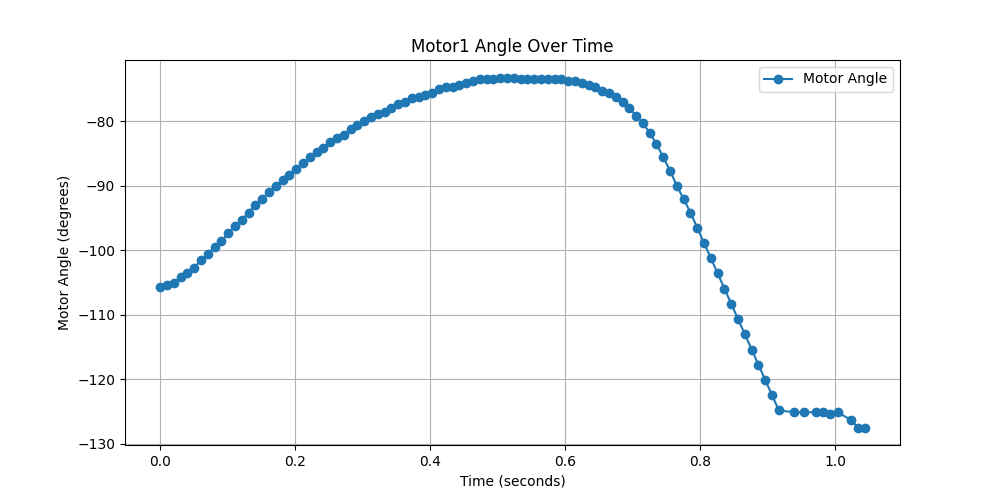 Motor1 Angle Over Time
Motor Angle
Motor Angle (degrees)
−80
−90
−100
−110
−120
−130
0.0 0.2 0.4 0.6 0.8 1.0
Time (seconds)